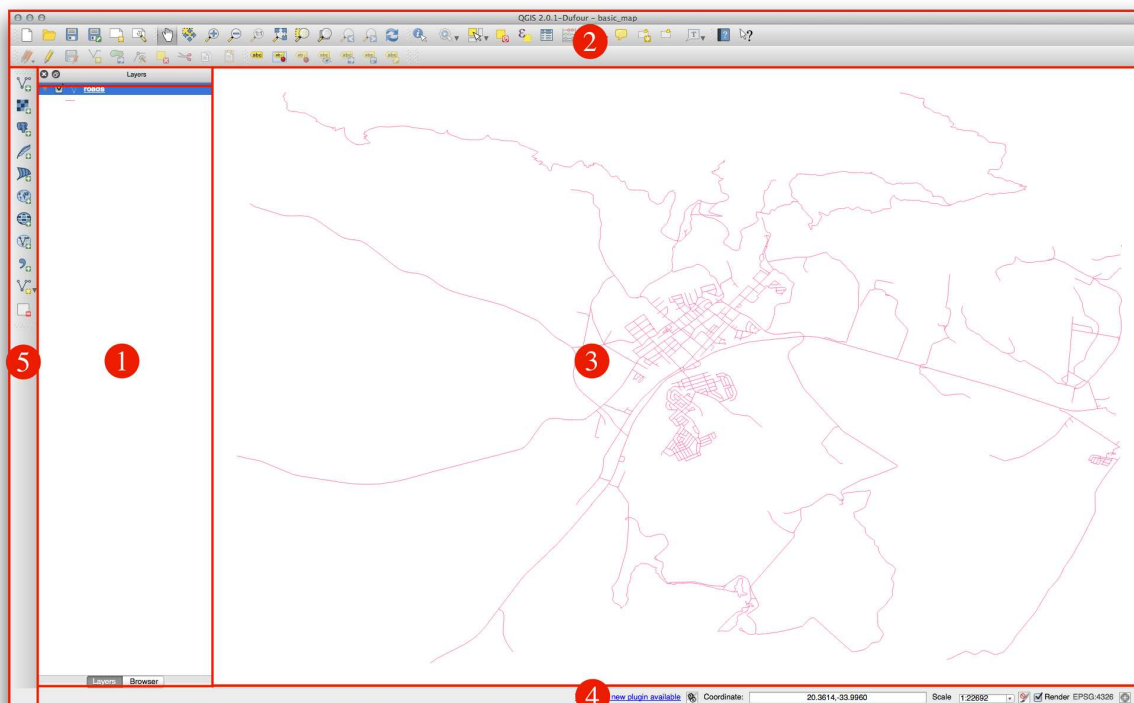 QGIS 2.0.1-Dufour - basic_map
2
Layers
roads
5
1
3
Layers Browser
4
new plugin available Coordinate: 20.3614,-33.9960 Scale 1:22692 Render EPSG:4326